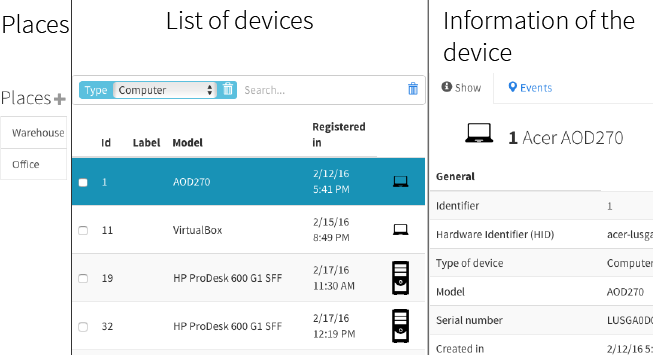 Places
Places
Warehouse
Office
List of devices
Type Computer Search...
Id Label Model Registered in
1 AOD270 2/12/16 5:41 PM
11 VirtualBox 2/15/16 8:49 PM
19 HP ProDesk 600 G1 SFF 2/17/16 11:30 AM
32 HP ProDesk 600 G1 SFF 2/17/16 12:19 PM
Information of the
device
Show Events
1 Acer AOD270
General
Identifier 1
Hardware Identifier (HID) acer-lusga
Type of device Computer
Model AOD270
Serial number LUSGA0D
Created in 2/12/16 5: